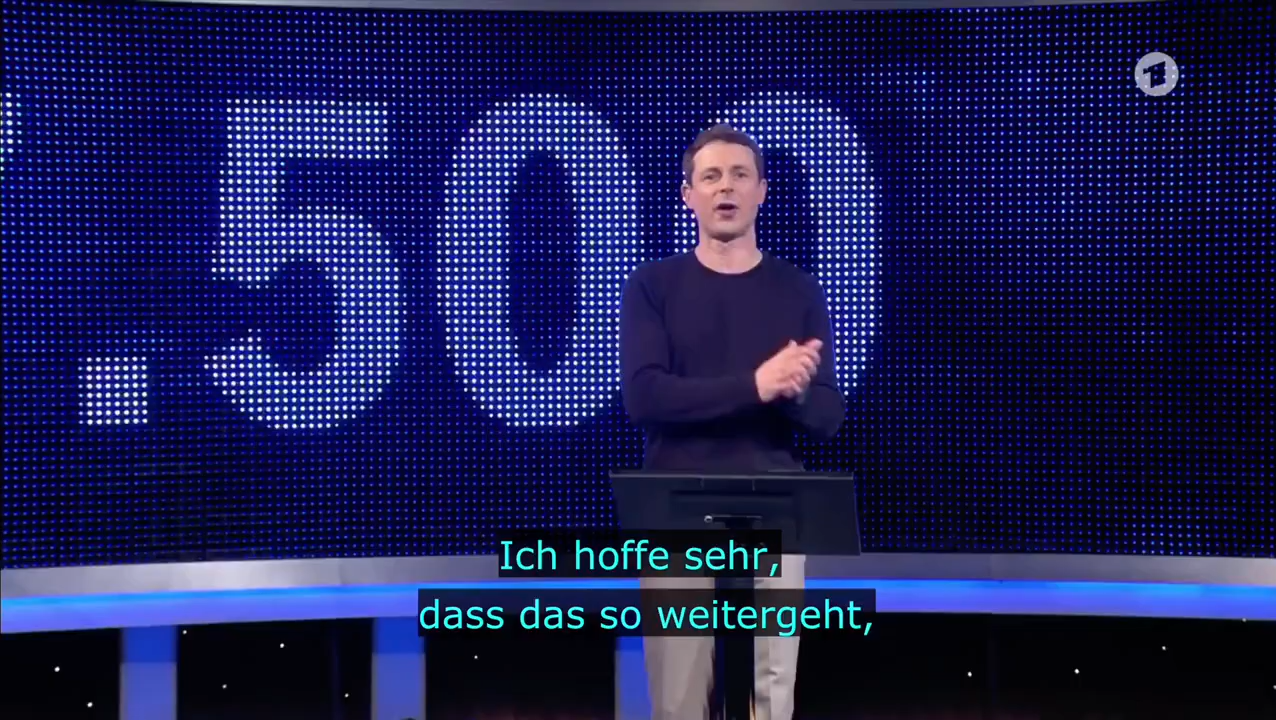 .500
Ich hoffe sehr,
dass das so weitergeht,